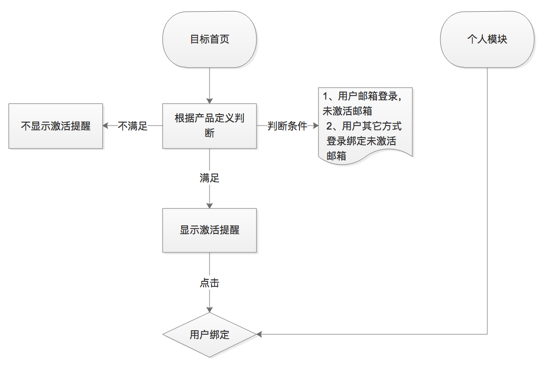 目标首页
个人模块
不显示激活提醒
不满足
根据产品定义判
断
判断条件
1、用户邮箱登录，
未激活邮箱
2、用户其它方式
登录绑定未激活
邮箱
满足
显示激活提醒
点击
用户绑定